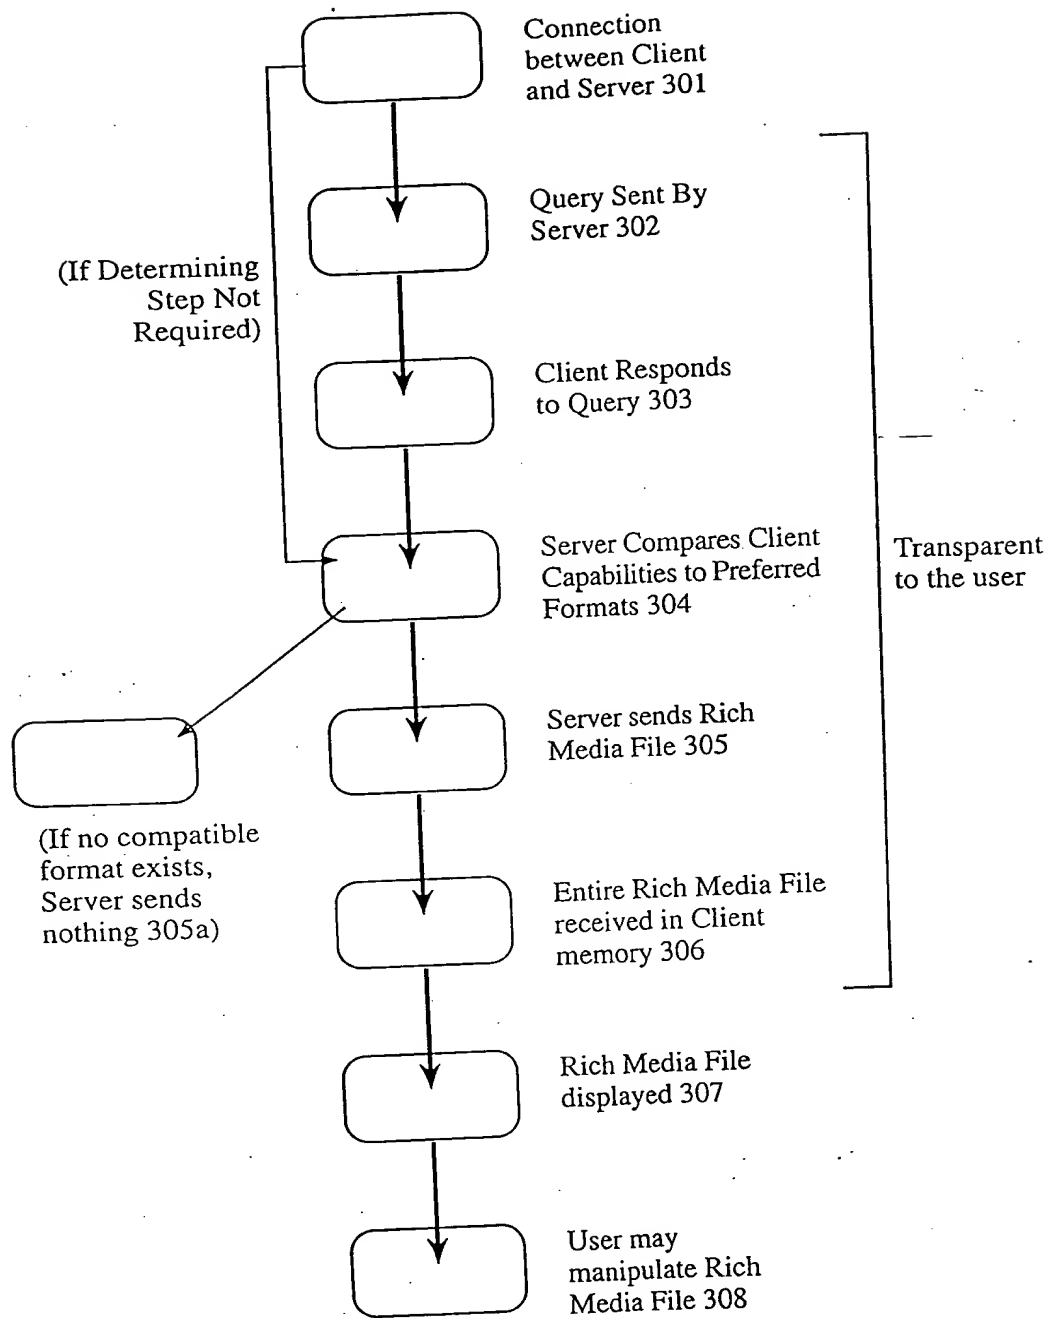 Connection
between Client
and Server 301
Query Sent By
Server 302
(If Determining
Step Not
Required)
Client Responds
to Query 303
Server Compares Client
Capabilities to Preferred
Formats 304
Transparent
to the user
Server sends Rich
Media File 305
(If no compatible
format exists,
Server sends
nothing 305a)
Entire Rich Media File
received in Client
memory 306
Rich Media File
displayed 307
User may
manipulate Rich
Media File 308